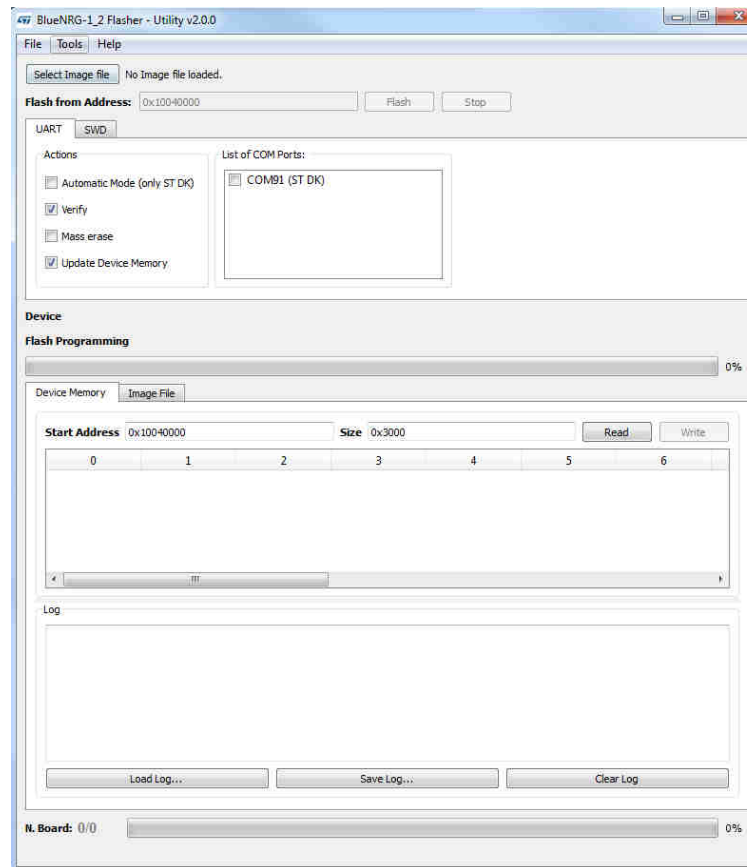 BlueNRG-1_2 Flasher - Utility v2.0.0
File Tools Help
Select Image file No Image file loaded.
Flash from Address: 0x10040000 Flash Stop
UART SWD
Actions List of COM Ports:
Automatic Mode (only ST DK) COM91 (ST DK)
Verify
Mass erase
Update Device Memory
Device
Flash Programming
0%
Device Memory Image File
Start Address 0x10040000 Size 0x3000 Read Write
0 1 2 3 4 5 6
Log
Load Log... Save Log... Clear Log
N. Board: 0/0 0%